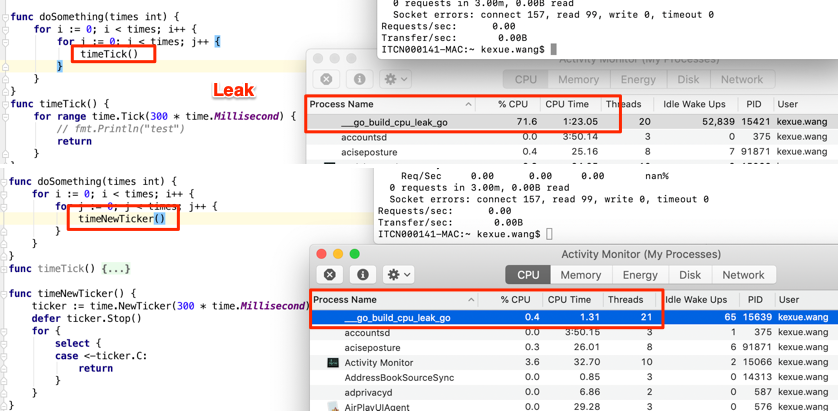 func doSomething(times int) {
for i := 0; i < times; i++ {
for j := 0; i < times; j++ {
timeTick()
}
}
}
func timeTick() {
for range time.Tick(300 * time.Millisecond) {
// fmt.Println("test")
return
}
}
Leak
0 requests in 3.00m, 0.00B read
Socket errors: connect 157, read 99, write 0, timeout 0
Requests/sec: 0.00
Transfer/sec: 0.00B
ITCN000141-MAC:~ kexue.wang$
Activity Monitor (My Processes)
CPU Memory Energy Disk Network
Process Name % CPU CPU Time Threads Idle Wake Ups PID User
___go_build_cpu_leak_go 71.6 1:23.05 20 52,839 15421 kexue.wang
accountsd 0.0 3:50.14 3 0 375 kexue.wang
aciseposture 0.4 25.16 8 7 91871 kexue.wang
func doSomething(times int) {
for i := 0; i < times; i++ {
for j := 0; j < times; j++ {
timeNewTicker()
}
}
}
func timeTick() {...}
func timeNewTicker() {
ticker := time.NewTicker(300 * time.Millisecond)
defer ticker.Stop()
for {
select {
case <-ticker.C:
return
}
}
}
Req/Sec 0.00 0.00 0.00 nan%
0 requests in 3.00m, 0.00B read
Socket errors: connect 157, read 99, write 0, timeout 0
Requests/sec: 0.00
Transfer/sec: 0.00B
ITCN000141-MAC:~ kexue.wang$
Activity Monitor (My Processes)
CPU Memory Energy Disk Network
Process Name % CPU CPU Time Threads Idle Wake Ups PID User
___go_build_cpu_leak_go 0.4 1.31 21 65 15639 kexue.wang
accountsd 0.0 3:50.15 3 1 375 kexue.wang
aciseposture 0.3 26.01 8 6 91871 kexue.wang
Activity Monitor 3.6 32.70 10 2 15066 kexue.wang
AddressBookSourceSync 0.0 0.85 3 0 14313 kexue.wang
adprivacyd 0.0 6.86 2 0 587 kexue.wang
AirPlayUIAgent 0.0 29.28 3 0 576 kexue.wang